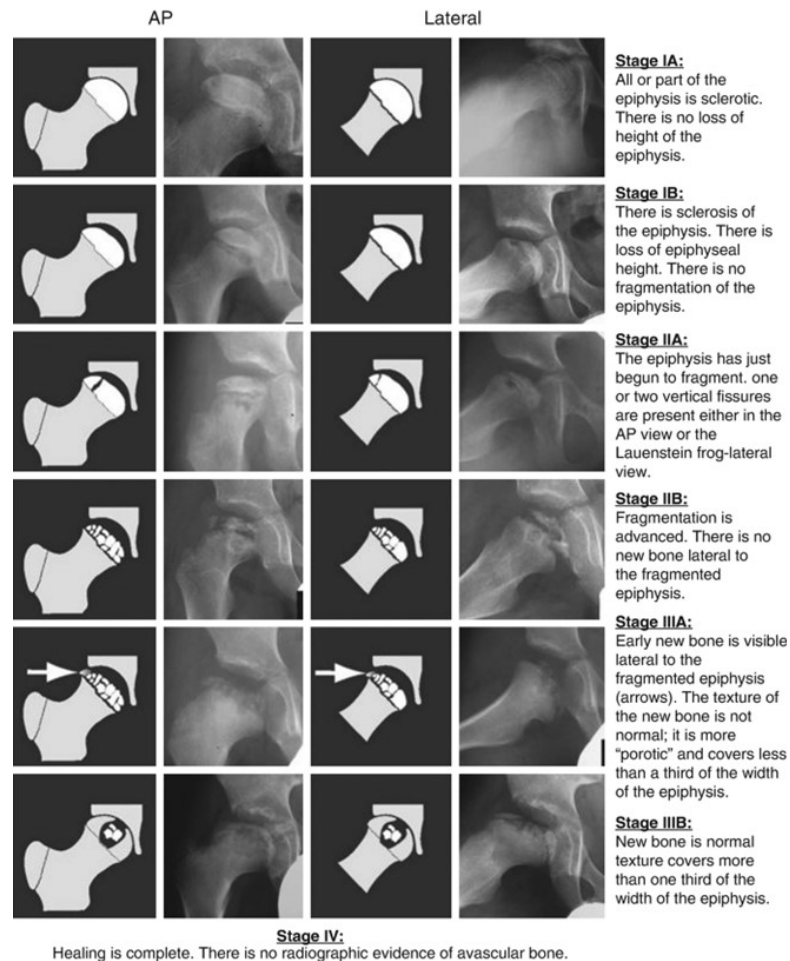 AP
Lateral
Stage IA:
All or part of the
epiphysis is sclerotic.
There is no loss of
height of the
epiphysis.
Stage IB:
There is sclerosis of
the epiphysis. There is
loss of epiphyseal
height. There is no
fragmentation of the
epiphysis.
Stage IIA:
The epiphysis has just
begun to fragment. one
or two vertical fissures
are present either in the
AP view or the
Lauenstein frog-lateral
view.
Stage IIB:
Fragmentation is
advanced. There is no
new bone lateral to
the fragmented
epiphysis.
Stage IIIA:
Early new bone is visible
lateral to the
fragmented epiphysis
(arrows). The texture of
the new bone is not
normal; it is more
“porotic” and covers less
than a third of the width
of the epiphysis.
Stage IIIB:
New bone is normal
texture covers more
than one third of the
width of the epiphysis.
Stage IV:
Healing is complete. There is no radiographic evidence of avascular bone.